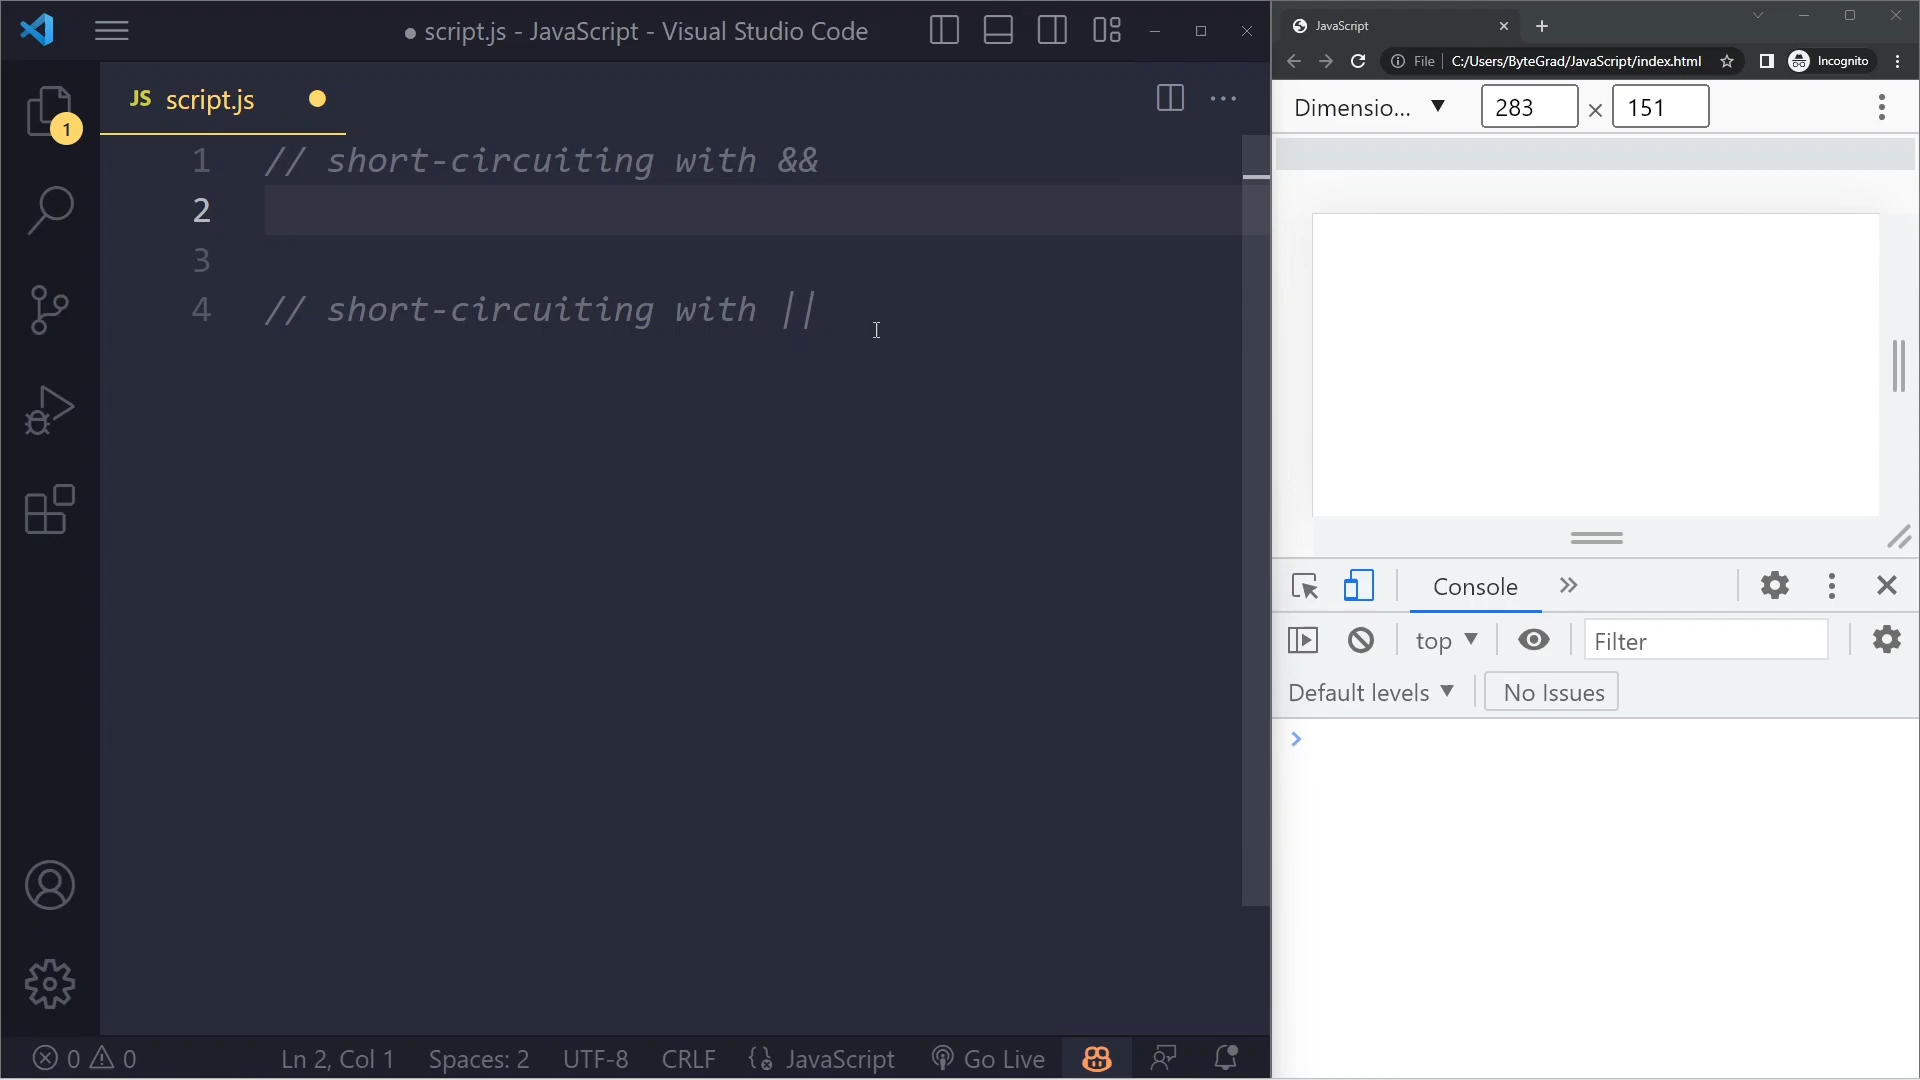 ● script.js - JavaScript - Visual Studio Code
JS script.js
1
1 // short-circuiting with &&
2
3
4 // short-circuiting with ||
0 0
Ln 2, Col 1 Spaces: 2 UTF-8 CRLF JavaScript Go Live
JavaScript
File C:/Users/ByteGrad/JavaScript/index.html Incognito
Dimensio... 283 × 151
Console
top Filter
Default levels No Issues